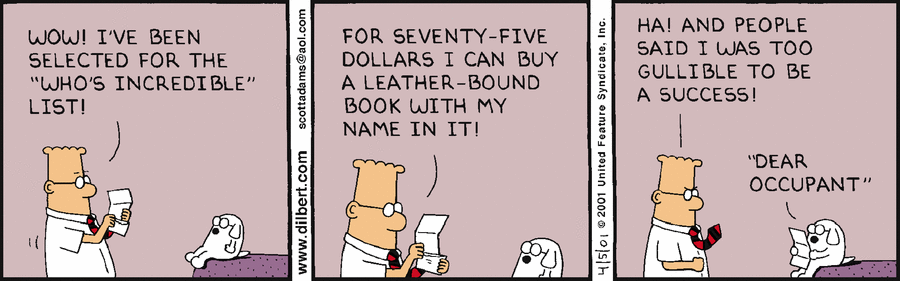 WOW! I'VE BEEN
SELECTED FOR THE
"WHO'S INCREDIBLE"
LIST!
www.dilbert.com
scottadams@aol.com
FOR SEVENTY-FIVE
DOLLARS I CAN BUY
A LEATHER-BOUND
BOOK WITH MY
NAME IN IT!
4/5/01 © 2001 United Feature Syndicate, Inc.
HA! AND PEOPLE
SAID I WAS TOO
GULLIBLE TO BE
A SUCCESS!
"DEAR
OCCUPANT"